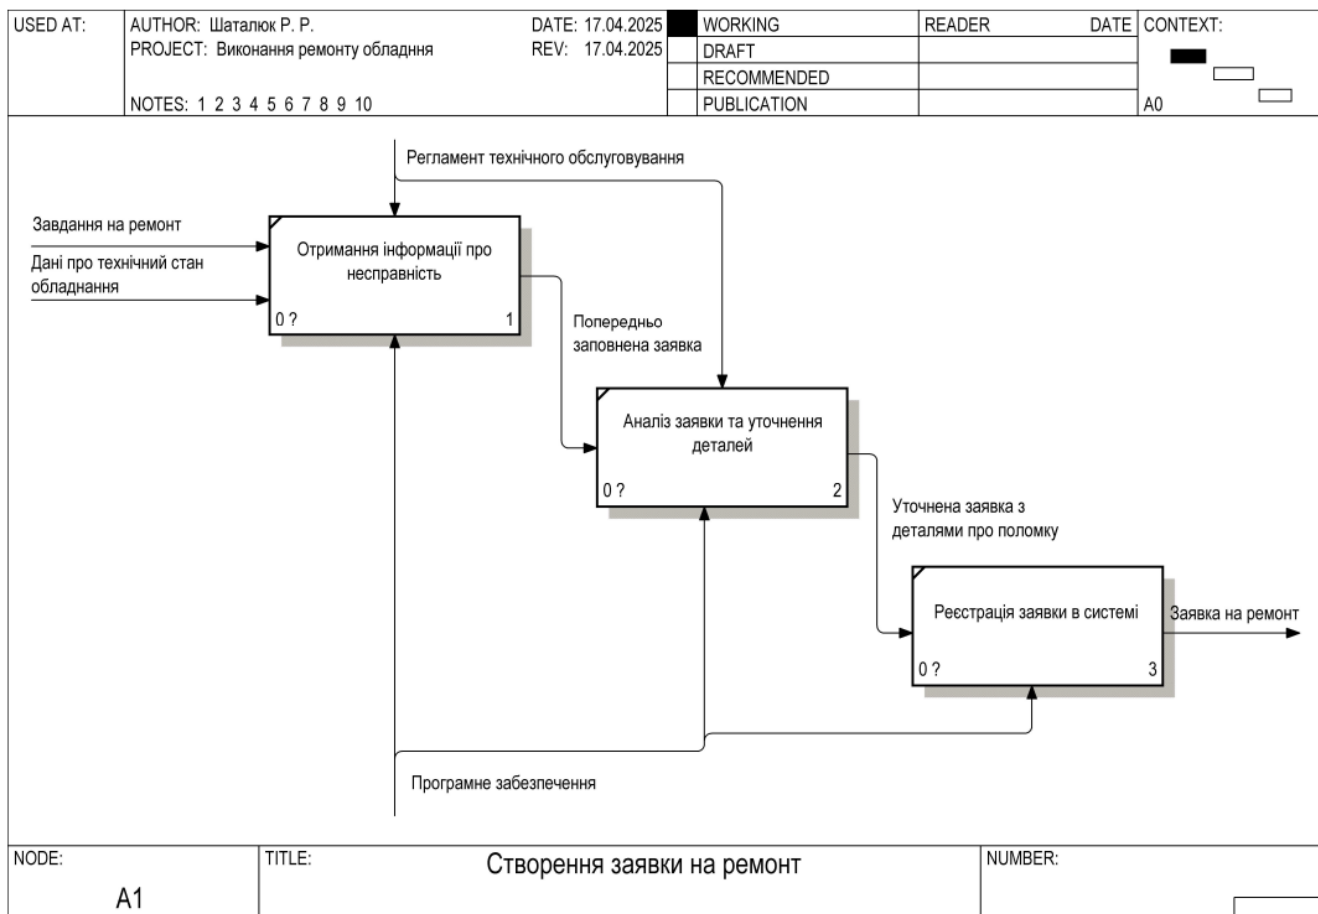 USED AT:
AUTHOR: Шаталюк Р. Р.
DATE: 17.04.2025
PROJECT: Виконання ремонту обладння
REV: 17.04.2025
NOTES: 1 2 3 4 5 6 7 8 9 10
WORKING
DRAFT
RECOMMENDED
PUBLICATION
READER
DATE
CONTEXT:
A0
Регламент технічного обслуговування
Завдання на ремонт
Дані про технічний стан
обладнання
Отримання інформації про
несправність
0 ?
1
Попередньо
заповнена заявка
Аналіз заявки та уточнення
деталей
0 ?
2
Уточнена заявка з
деталями про поломку
Реєстрація заявки в системі
0 ?
3
Заявка на ремонт
Програмне забезпечення
NODE:
A1
TITLE:
Створення заявки на ремонт
NUMBER: